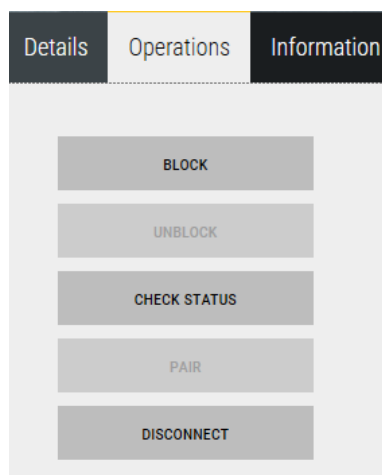 Details Operations Information
BLOCK
UNBLOCK
CHECK STATUS
PAIR
DISCONNECT